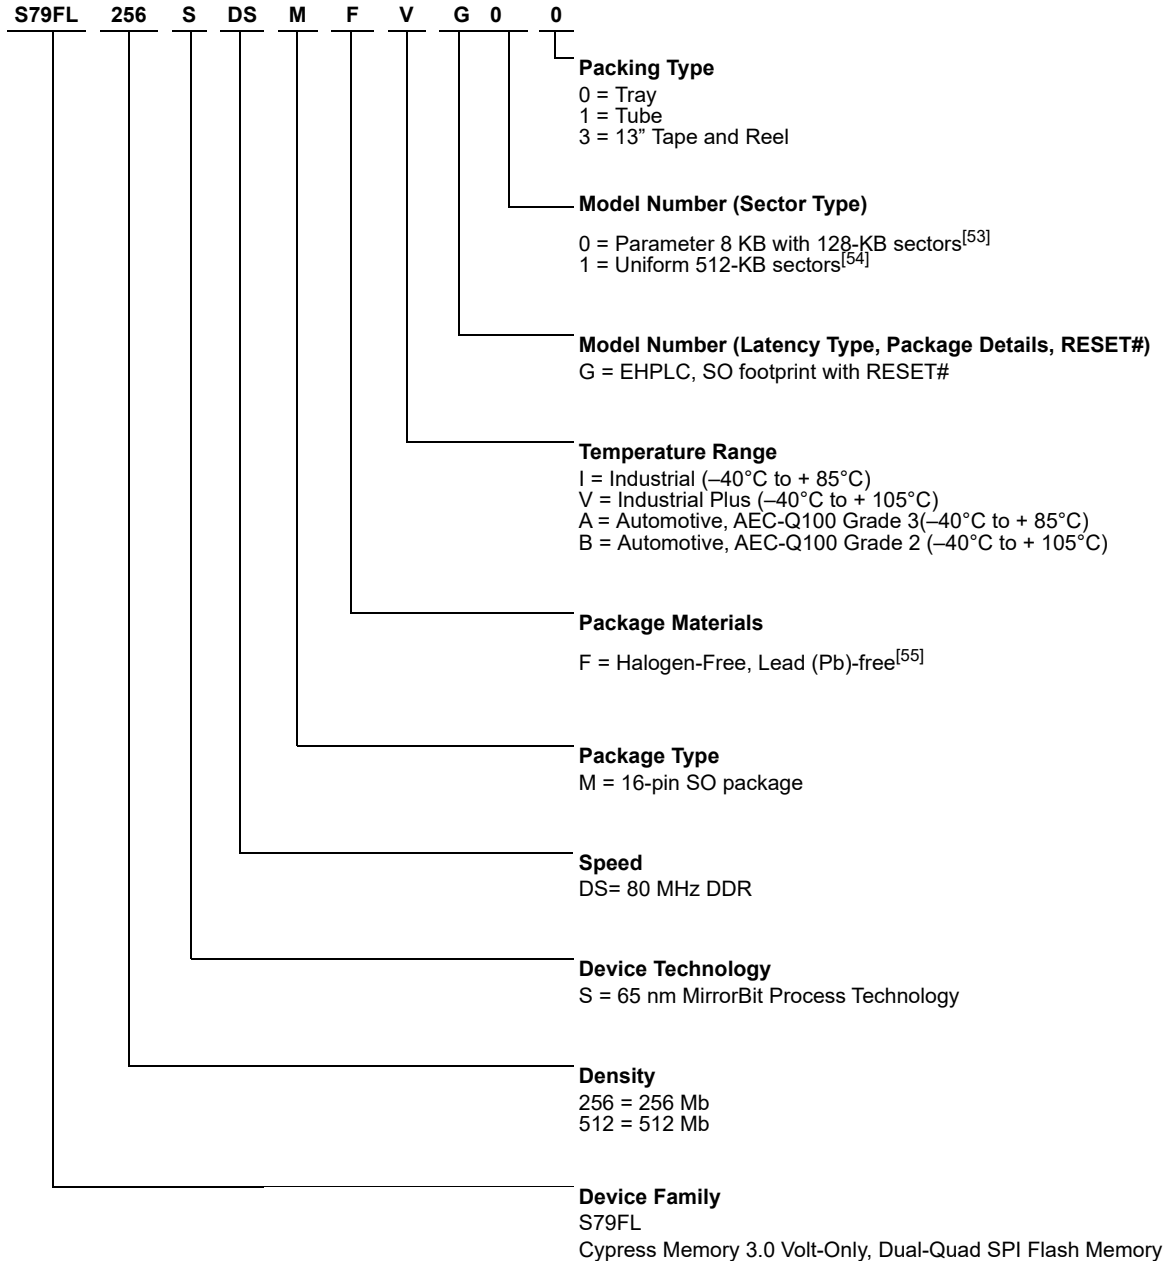 S79FL 256 S DS M F V G 0 0
Packing Type
0 = Tray
1 = Tube
3 = 13” Tape and Reel
Model Number (Sector Type)
0 = Parameter 8 KB with 128-KB sectors[53]
1 = Uniform 512-KB sectors[54]
Model Number (Latency Type, Package Details, RESET#)
G = EHPLC, SO footprint with RESET#
Temperature Range
I = Industrial (–40°C to + 85°C)
V = Industrial Plus (–40°C to + 105°C)
A = Automotive, AEC-Q100 Grade 3(–40°C to + 85°C)
B = Automotive, AEC-Q100 Grade 2 (–40°C to + 105°C)
Package Materials
F = Halogen-Free, Lead (Pb)-free[55]
Package Type
M = 16-pin SO package
Speed
DS= 80 MHz DDR
Device Technology
S = 65 nm MirrorBit Process Technology
Density
256 = 256 Mb
512 = 512 Mb
Device Family
S79FL
Cypress Memory 3.0 Volt-Only, Dual-Quad SPI Flash Memory